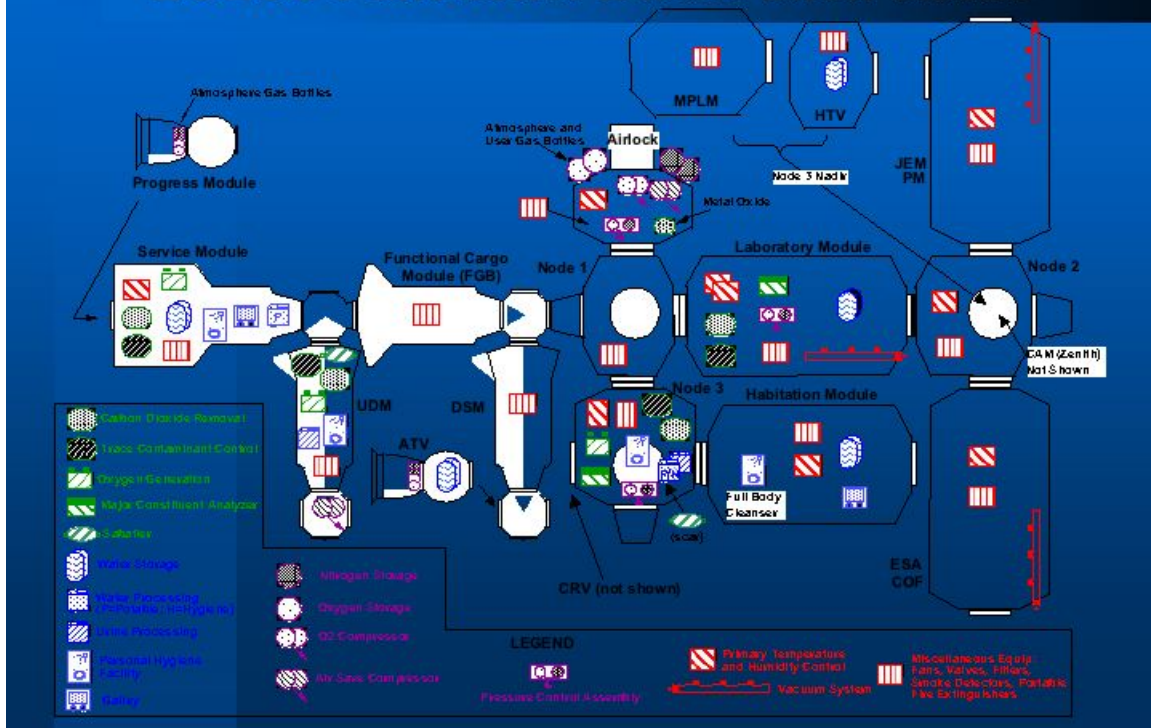 MPLM
HTV
JEM
PM
Atmosphere Gas Bottles
Progress Module
Atmosphere and
User Gas Bottles
Airlock
Node 3 Nadir
Metal Oxide
Service Module
Functional Cargo
Module (FGB)
Node 1
Laboratory Module
Node 2
CAM (Zenith)
Not Shown
UDM
DSM
ATV
Node 3
Habitation Module
Full Body
Cleanser
(scar)
CRV (not shown)
ESA
COF
Carbon Dioxide Removal
Trace Contaminant Control
Oxygen Generation
Major Constituent Analyzer
Sabatier
Water Storage
Water Processing
(P=Potable; H=Hygiene)
Urine Processing
Personal Hygiene
Facility
Galley
Nitrogen Storage
Oxygen Storage
O2 Compressor
Air Save Compressor
LEGEND
Pressure Control Assembly
Primary Temperature
and Humidity Control
Vacuum System
Miscellaneous Equip
Fans, Valves, Filters,
Smoke Detectors, Portable
Fire Extinguishers